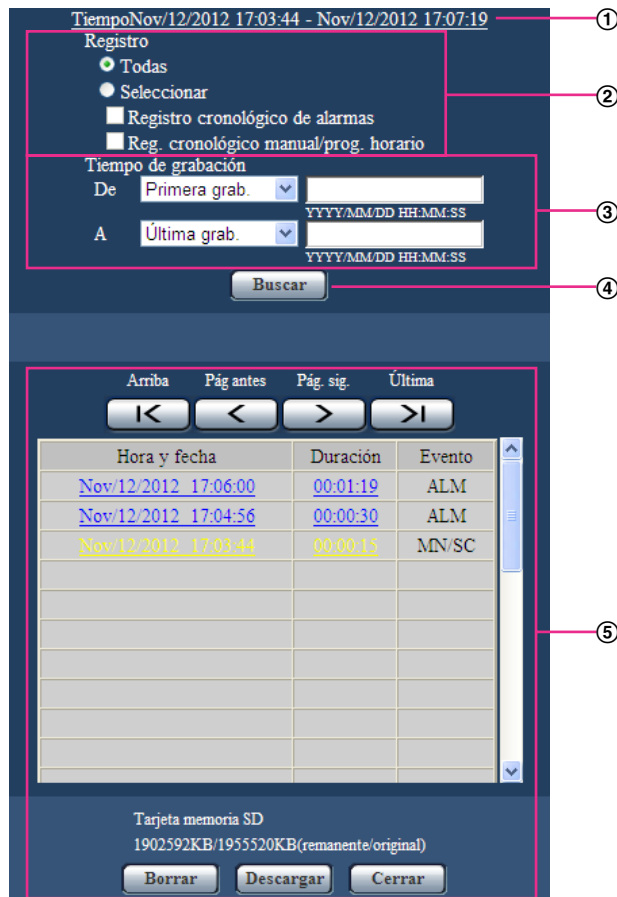 TiempoNov/12/2012 17:03:44 - Nov/12/2012 17:07:19 ①
Registro
Todas
Seleccionar ②
Registro cronológico de alarmas
Reg. cronológico manual/prog. horario
Tiempo de grabación
De Primera grab.
YYYY/MM/DD HH:MM:SS ③
A Última grab.
YYYY/MM/DD HH:MM:SS
Buscar ④
Arriba Pág antes Pág. sig. Última
Hora y fecha Duración Evento
Nov/12/2012 17:06:00 00:01:19 ALM
Nov/12/2012 17:04:56 00:00:30 ALM
Nov/12/2012 17:03:44 00:00:15 MN/SC
⑤
Tarjeta memoria SD
1902592KB/1955520KB(remanente/original)
Borrar Descargar Cerrar